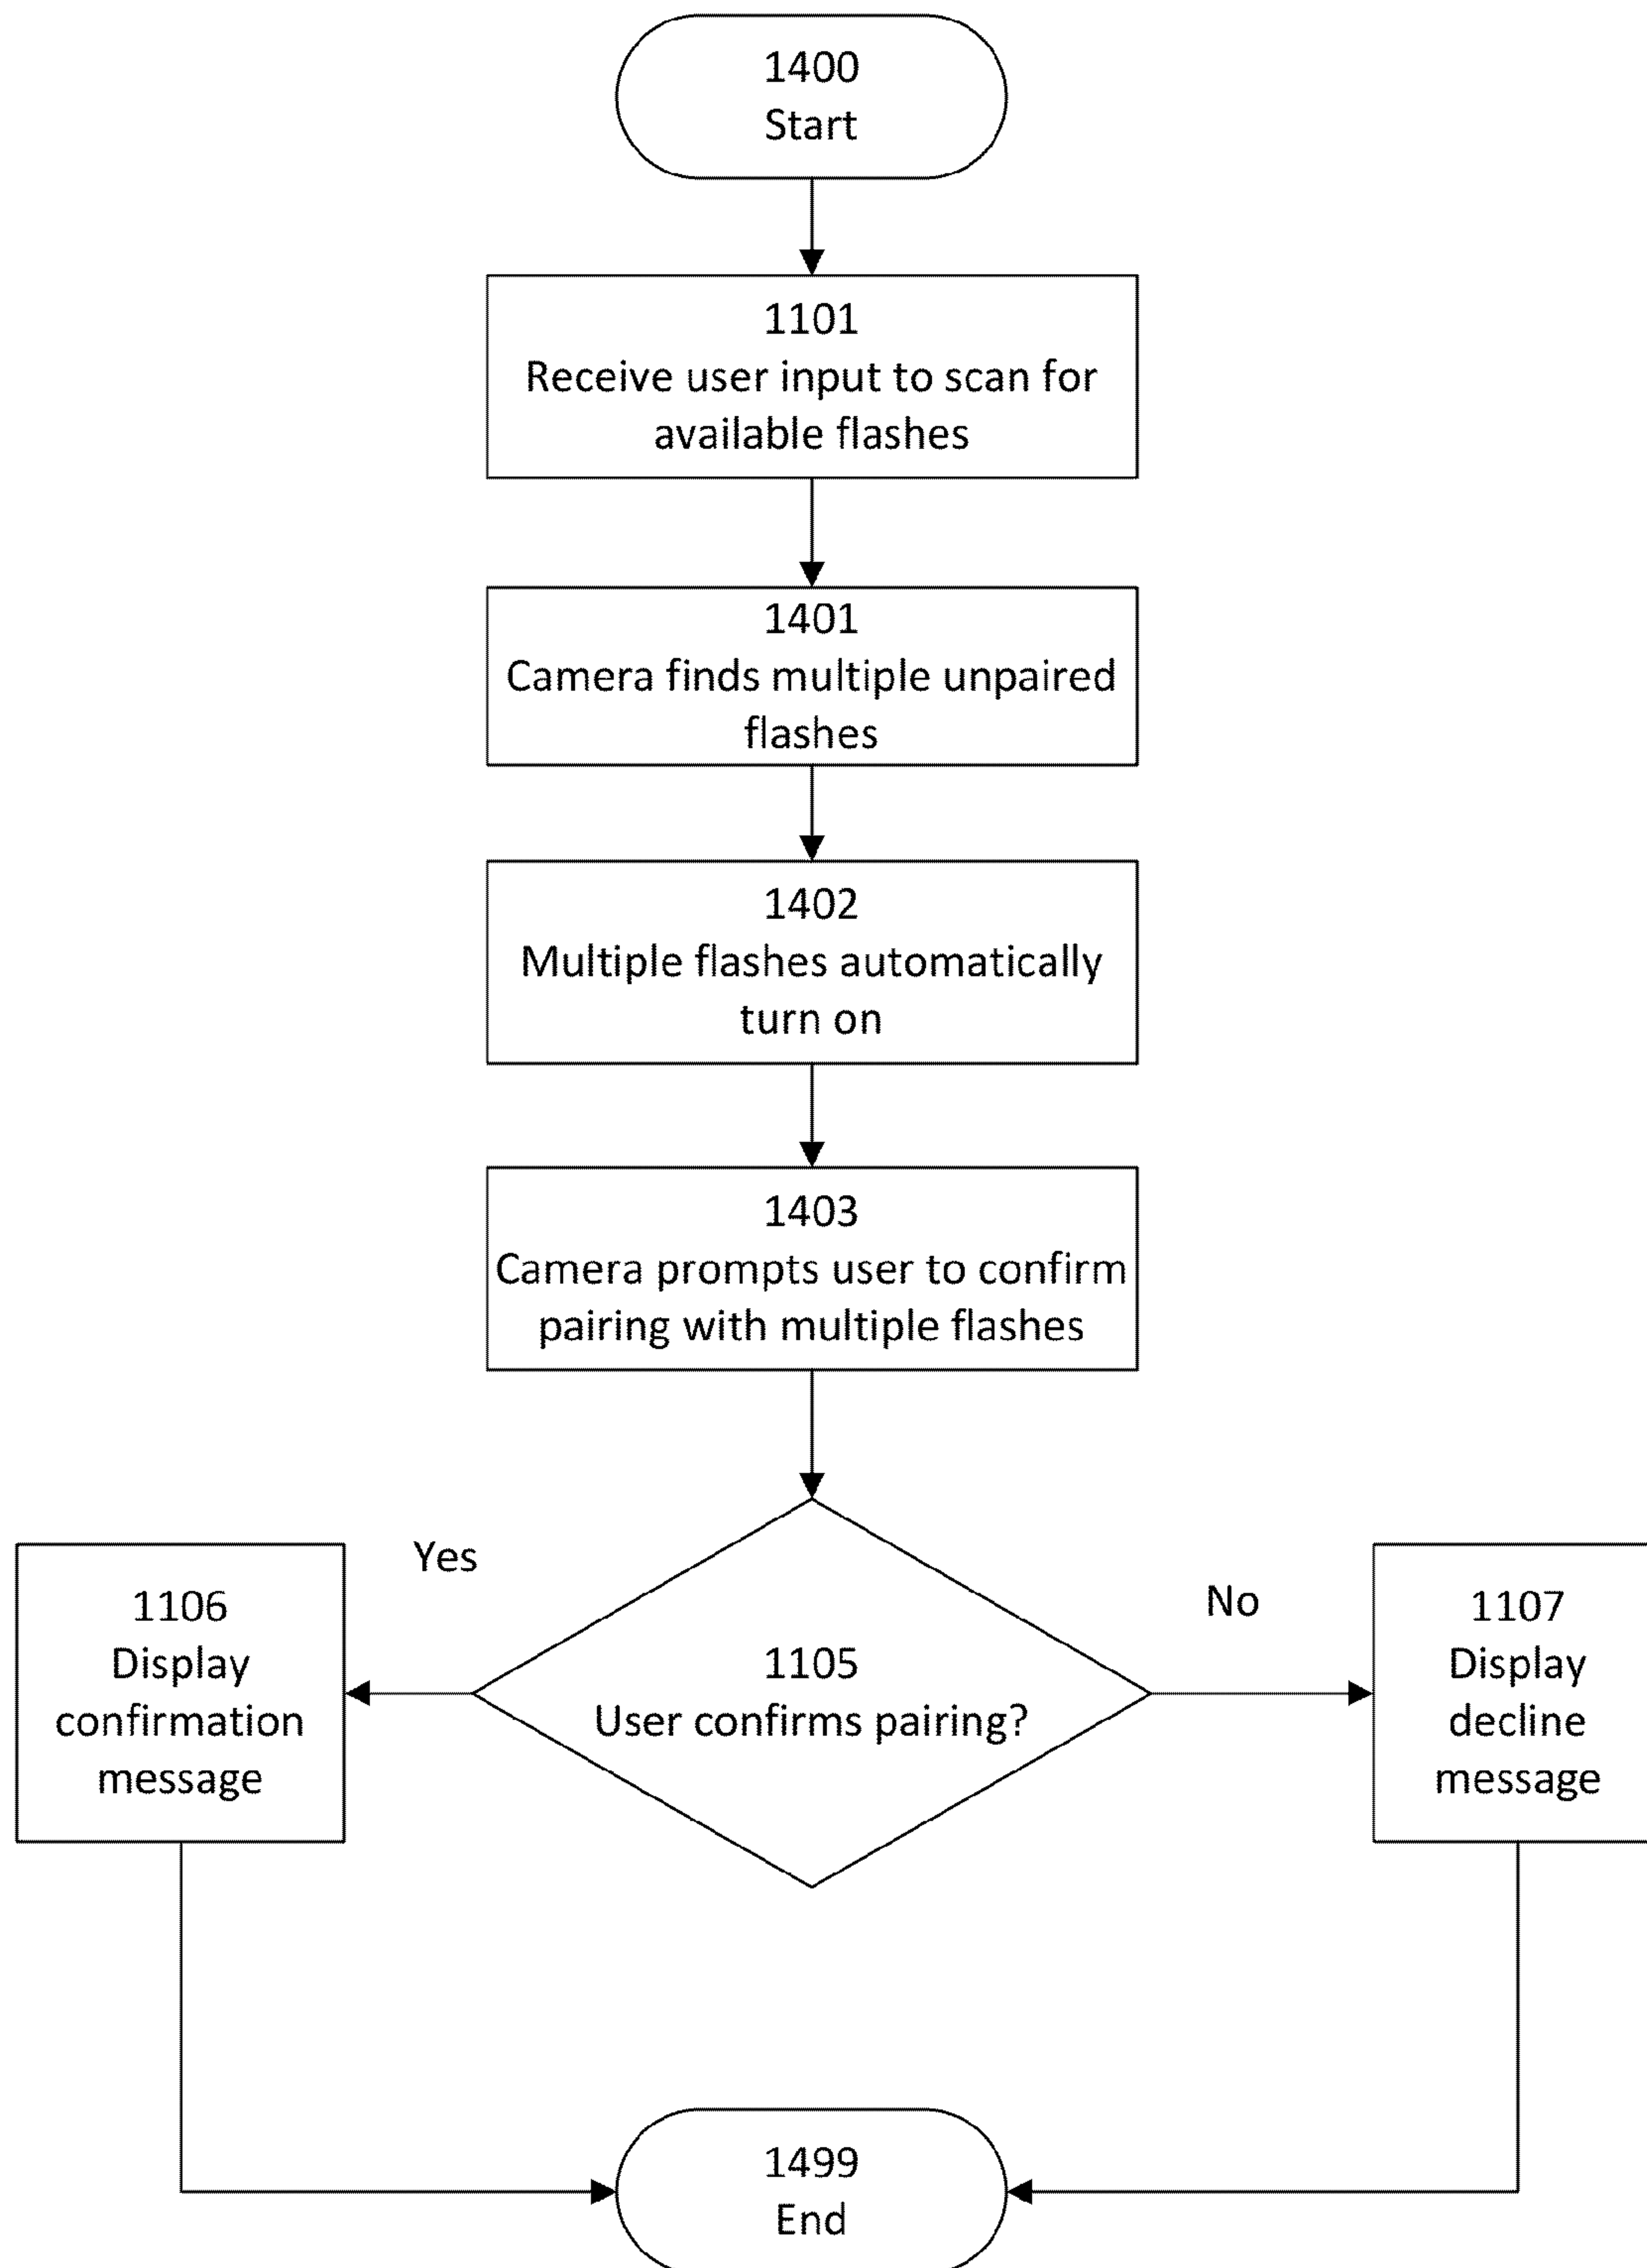 1400
Start
1101
Receive user input to scan for
available flashes
1401
Camera finds multiple unpaired
flashes
1402
Multiple flashes automatically
turn on
1403
Camera prompts user to confirm
pairing with multiple flashes
Yes
No
1106
Display
confirmation
message
1105
User confirms pairing?
1107
Display
decline
message
1499
End